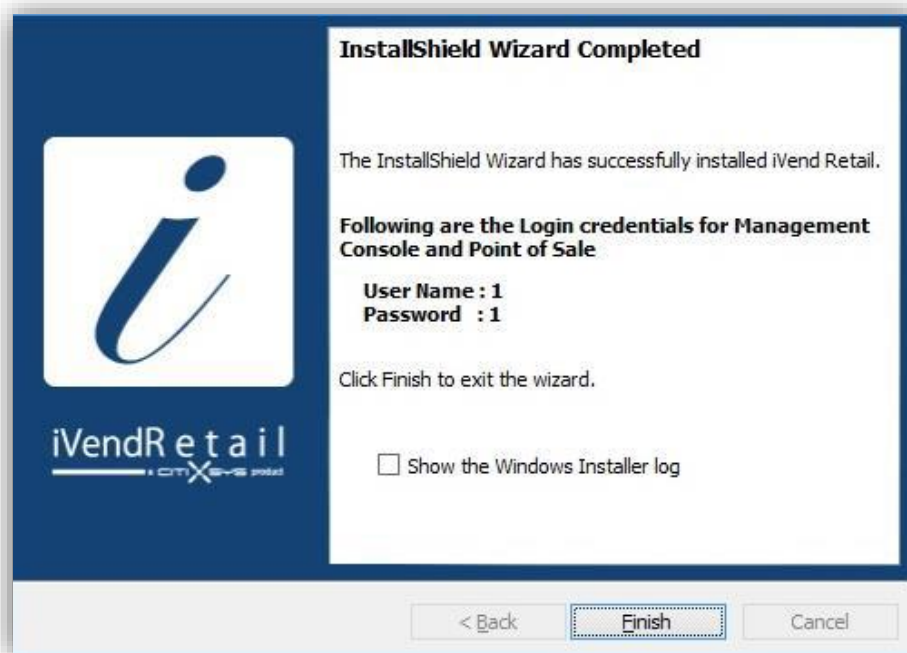 InstallShield Wizard Completed
The InstallShield Wizard has successfully installed iVend Retail.
Following are the Login credentials for Management
Console and Point of Sale
User Name : 1
Password : 1
Click Finish to exit the wizard.
i
iVendRetail
a CITIXSYS product
Show the Windows Installer log
< Back
Finish
Cancel